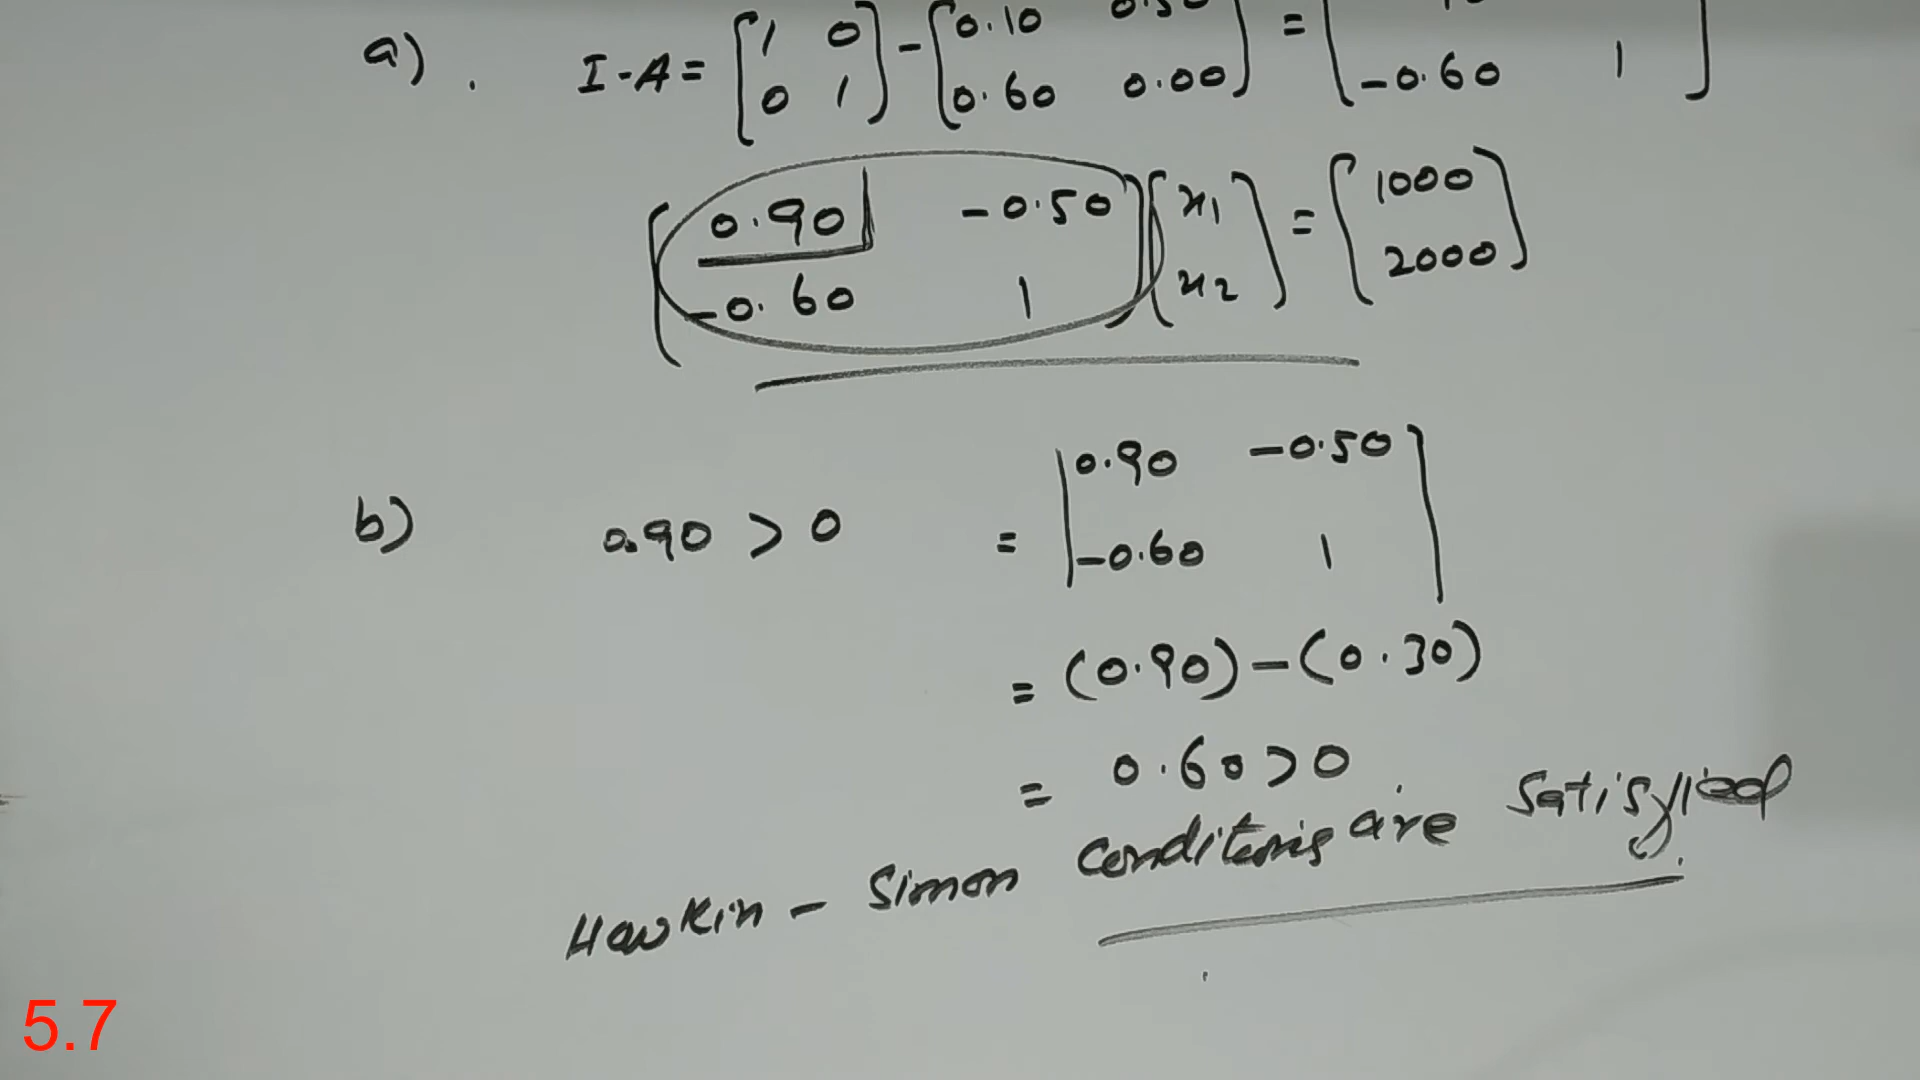 a). I-A= [1 0] - [0.10 0.50] =
[0 1] [0.60 0.00] [-0.60 1]
[0.90 -0.50] [x1] = [1000]
[-0.60 1] [x2] [2000]
b) 0.90 > 0 = |0.90 -0.50|
|-0.60 1|
= (0.90)-(0.30)
= 0.60>0
Hawkin - Simon Conditions are Satisfied.
5.7